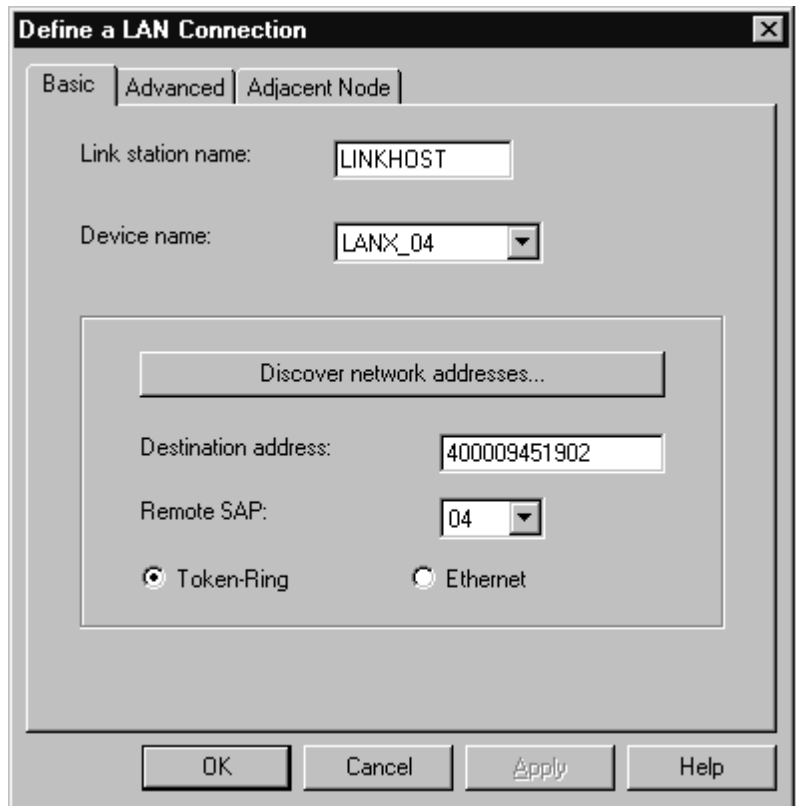 Define a LAN Connection
Basic Advanced Adjacent Node
Link station name: LINKHOST
Device name: LANX_04
Discover network addresses...
Destination address: 400009451902
Remote SAP: 04
Token-Ring Ethernet
OK Cancel Apply Help